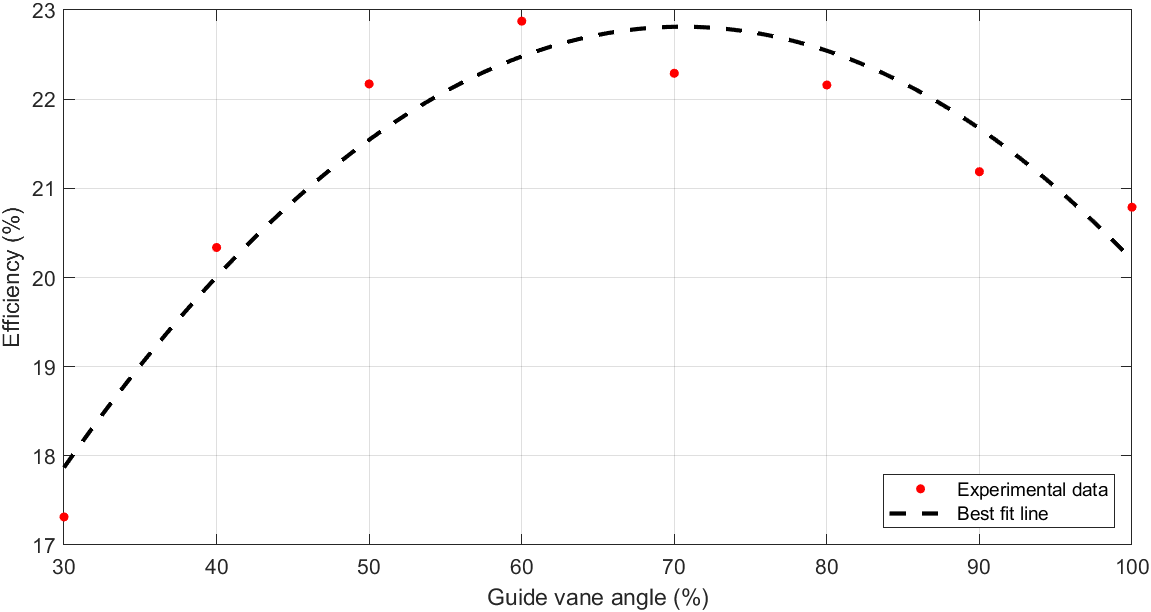 23
22
21
20
19
18
17
Efficiency (%)
Experimental data
Best fit line
30 40 50 60 70 80 90 100
Guide vane angle (%)